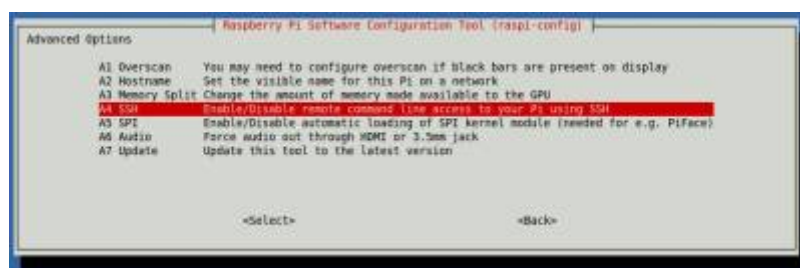 Raspberry Pi Software Configuration Tool (raspi-config)
Advanced Options
A1 Overscan You may need to configure overscan if black bars are present on display
A2 Hostname Set the visible name for this Pi on a network
A3 Memory Split Change the amount of memory made available to the GPU
A4 SSH Enable/Disable remote command line access to your Pi using SSH
A5 SPI Enable/Disable automatic loading of SPI kernel module (needed for e.g. PiFace)
A6 Audio Force audio out through HDMI or 3.5mm jack
A7 Update Update this tool to the latest version
<Select> <Back>